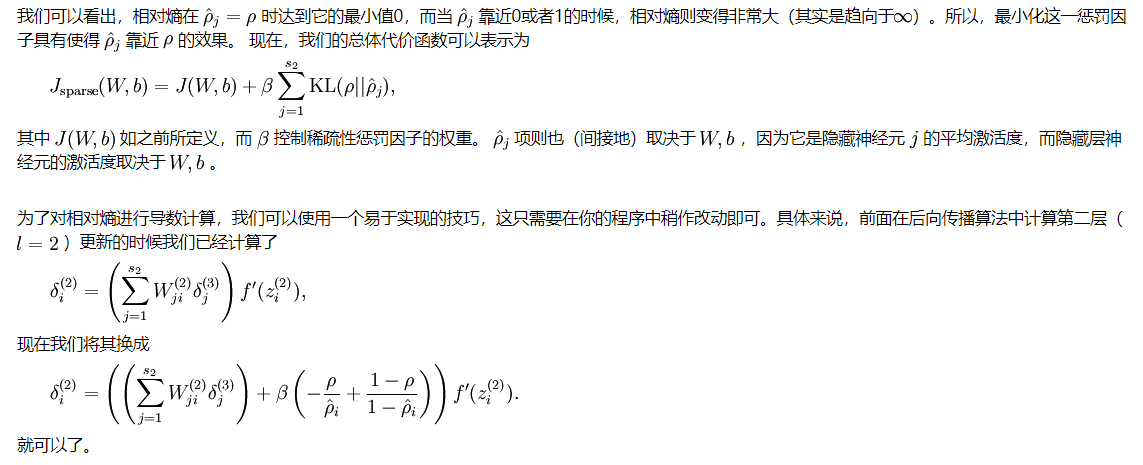 我们可以看出，相对熵在 $\hat{\rho}_j = \rho$ 时达到它的最小值0，而当 $\hat{\rho}_j$ 靠近0或者1的时候，相对熵则变得非常大（其实是趋向于∞）。所以，最小化这一惩罚因
子具有使得 $\hat{\rho}_j$ 靠近 $\rho$ 的效果。 现在，我们的总体代价函数可以表示为
$J_{\text{sparse}}(W, b) = J(W, b) + \beta \sum_{j=1}^{s_2} \text{KL}(\rho || \hat{\rho}_j),$
其中 $J(W, b)$ 如之前所定义，而 $\beta$ 控制稀疏性惩罚因子的权重。 $\hat{\rho}_j$ 项则也（间接地）取决于 $W, b$ ，因为它是隐藏神经元 $j$ 的平均激活度，而隐藏层神
经元的激活度取决于 $W, b$ 。
为了对相对熵进行导数计算，我们可以使用一个易于实现的技巧，这只需要在你的程序中稍作改动即可。具体来说，前面在后向传播算法中计算第二层（
$l = 2$ ）更新的时候我们已经计算了
$\delta_i^{(2)} = \left( \sum_{j=1}^{s_2} W_{ji}^{(2)} \delta_j^{(3)} \right) f'(z_i^{(2)}),$
现在我们将其换成
$\delta_i^{(2)} = \left( \left( \sum_{j=1}^{s_2} W_{ji}^{(2)} \delta_j^{(3)} \right) + \beta \left( -\frac{\rho}{\hat{\rho}_i} + \frac{1-\rho}{1-\hat{\rho}_i} \right) \right) f'(z_i^{(2)}).$
就可以了。